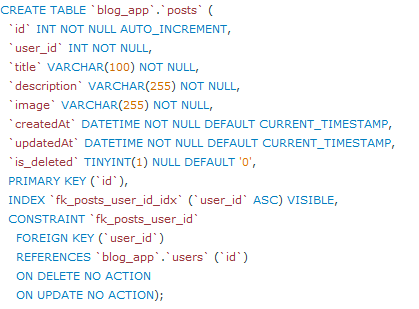 CREATE TABLE `blog_app`.`posts` (
`id` INT NOT NULL AUTO_INCREMENT,
`user_id` INT NOT NULL,
`title` VARCHAR(100) NOT NULL,
`description` VARCHAR(255) NOT NULL,
`image` VARCHAR(255) NOT NULL,
`createdAt` DATETIME NOT NULL DEFAULT CURRENT_TIMESTAMP,
`updatedAt` DATETIME NOT NULL DEFAULT CURRENT_TIMESTAMP,
`is_deleted` TINYINT(1) NULL DEFAULT '0',
PRIMARY KEY (`id`),
INDEX `fk_posts_user_id_idx` (`user_id` ASC) VISIBLE,
CONSTRAINT `fk_posts_user_id`
FOREIGN KEY (`user_id`)
REFERENCES `blog_app`.`users` (`id`)
ON DELETE NO ACTION
ON UPDATE NO ACTION);